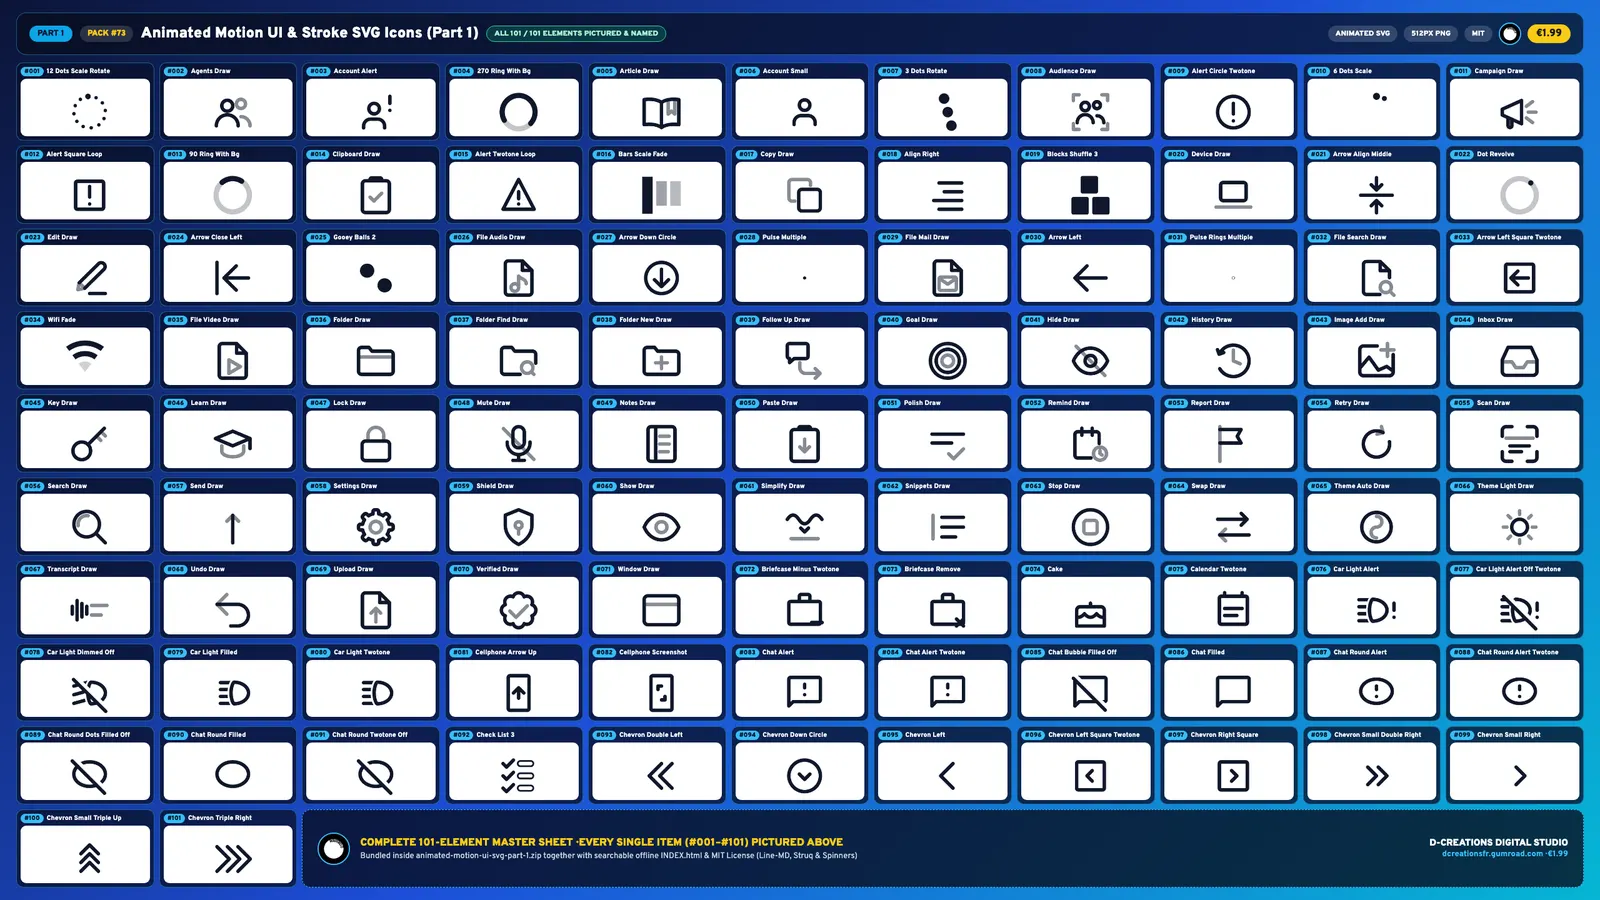 PART 1 PACK #73 Animated Motion UI & Stroke SVG Icons (Part 1) ALL 101 / 101 ELEMENTS PICTURED & NAMED ANIMATED SVG 512PX PNG MIT €1.99
#001 12 Dots Scale Rotate #002 Agents Draw #003 Account Alert #004 270 Ring With Bg #005 Article Draw #006 Account Small #007 3 Dots Rotate #008 Audience Draw #009 Alert Circle Twotone #010 6 Dots Scale #011 Campaign Draw
#012 Alert Square Loop #013 90 Ring With Bg #014 Clipboard Draw #015 Alert Twotone Loop #016 Bars Scale Fade #017 Copy Draw #018 Align Right #019 Blocks Shuffle 3 #020 Device Draw #021 Arrow Align Middle #022 Dot Revolve
#023 Edit Draw #024 Arrow Close Left #025 Gooey Balls 2 #026 File Audio Draw #027 Arrow Down Circle #028 Pulse Multiple #029 File Mail Draw #030 Arrow Left #031 Pulse Rings Multiple #032 File Search Draw #033 Arrow Left Square Twotone
#034 Wifi Fade #035 File Video Draw #036 Folder Draw #037 Folder Find Draw #038 Folder New Draw #039 Follow Up Draw #040 Goal Draw #041 Hide Draw #042 History Draw #043 Image Add Draw #044 Inbox Draw
#045 Key Draw #046 Learn Draw #047 Lock Draw #048 Mute Draw #049 Notes Draw #050 Paste Draw #051 Polish Draw #052 Remind Draw #053 Report Draw #054 Retry Draw #055 Scan Draw
#056 Search Draw #057 Send Draw #058 Settings Draw #059 Shield Draw #060 Show Draw #061 Simplify Draw #062 Snippets Draw #063 Stop Draw #064 Swap Draw #065 Theme Auto Draw #066 Theme Light Draw
#067 Transcript Draw #068 Undo Draw #069 Upload Draw #070 Verified Draw #071 Window Draw #072 Briefcase Minus Twotone #073 Briefcase Remove #074 Cake #075 Calendar Twotone #076 Car Light Alert #077 Car Light Alert Off Twotone
#078 Car Light Dimmed Off #079 Car Light Filled #080 Car Light Twotone #081 Cellphone Arrow Up #082 Cellphone Screenshot #083 Chat Alert #084 Chat Alert Twotone #085 Chat Bubble Filled Off #086 Chat Filled #087 Chat Round Alert #088 Chat Round Alert Twotone
#089 Chat Round Dots Filled Off #090 Chat Round Filled #091 Chat Round Twotone Off #092 Check List 3 #093 Chevron Double Left #094 Chevron Down Circle #095 Chevron Left #096 Chevron Left Square Twotone #097 Chevron Right Square #098 Chevron Small Double Right #099 Chevron Small Right
#100 Chevron Small Triple Up #101 Chevron Triple Right
COMPLETE 101-ELEMENT MASTER SHEET · EVERY SINGLE ITEM (#001–#101) PICTURED ABOVE
Bundled inside animated-motion-ui-svg-part-1.zip together with searchable offline INDEX.html & MIT License (Line-MD, Struq & Spinners)
D-CREATIONS DIGITAL STUDIO
dcreationsfr.gumroad.com · €1.99